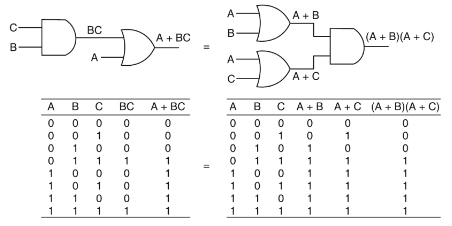 C
B
BC
A
A + BC
=
A
B
A + B
A
C
A + C
(A + B)(A + C)
A B C BC A + BC
0 0 0 0 0
0 0 1 0 0
0 1 0 0 0
0 1 1 1 1
1 0 0 0 1
1 0 1 0 1
1 1 0 0 1
1 1 1 1 1
=
A B C A + B A + C (A + B)(A + C)
0 0 0 0 0 0
0 0 1 0 1 0
0 1 0 1 0 0
0 1 1 1 1 1
1 0 0 1 1 1
1 0 1 1 1 1
1 1 0 1 1 1
1 1 1 1 1 1